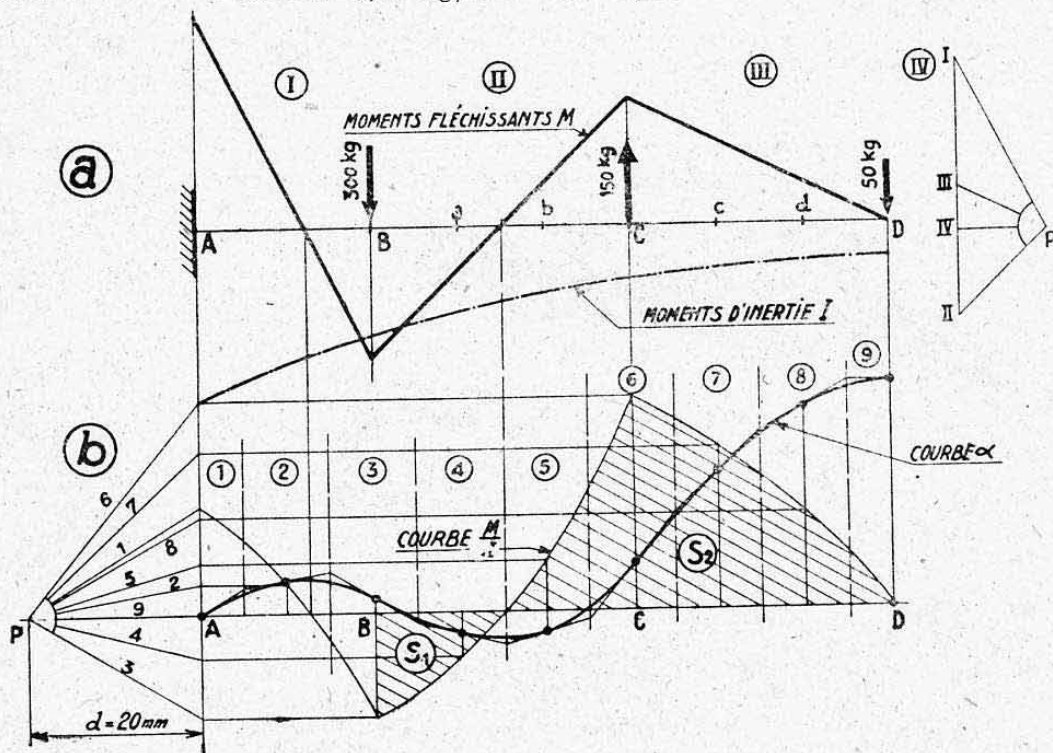 I
II
III
IV
I
MOMENTS FLÉCHISSANTS M
a
300 kg
150 kg
50 kg
III
A
B
a
b
C
c
d
D
IV
P
MOMENTS D'INERTIE I
II
b
1
2
3
4
5
6
7
8
9
COURBE α
6
7
1
8
5
2
9
4
3
COURBE M
S2
P
A
B
C
D
S1
d = 20mm